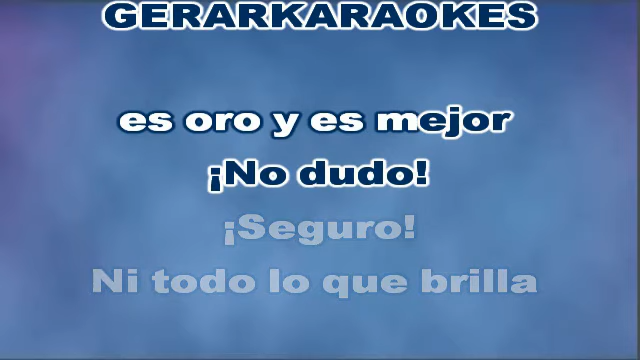 GERARKARAOKES
es oro y es mejor
¡No dudo!
¡Seguro!
Ni todo lo que brilla